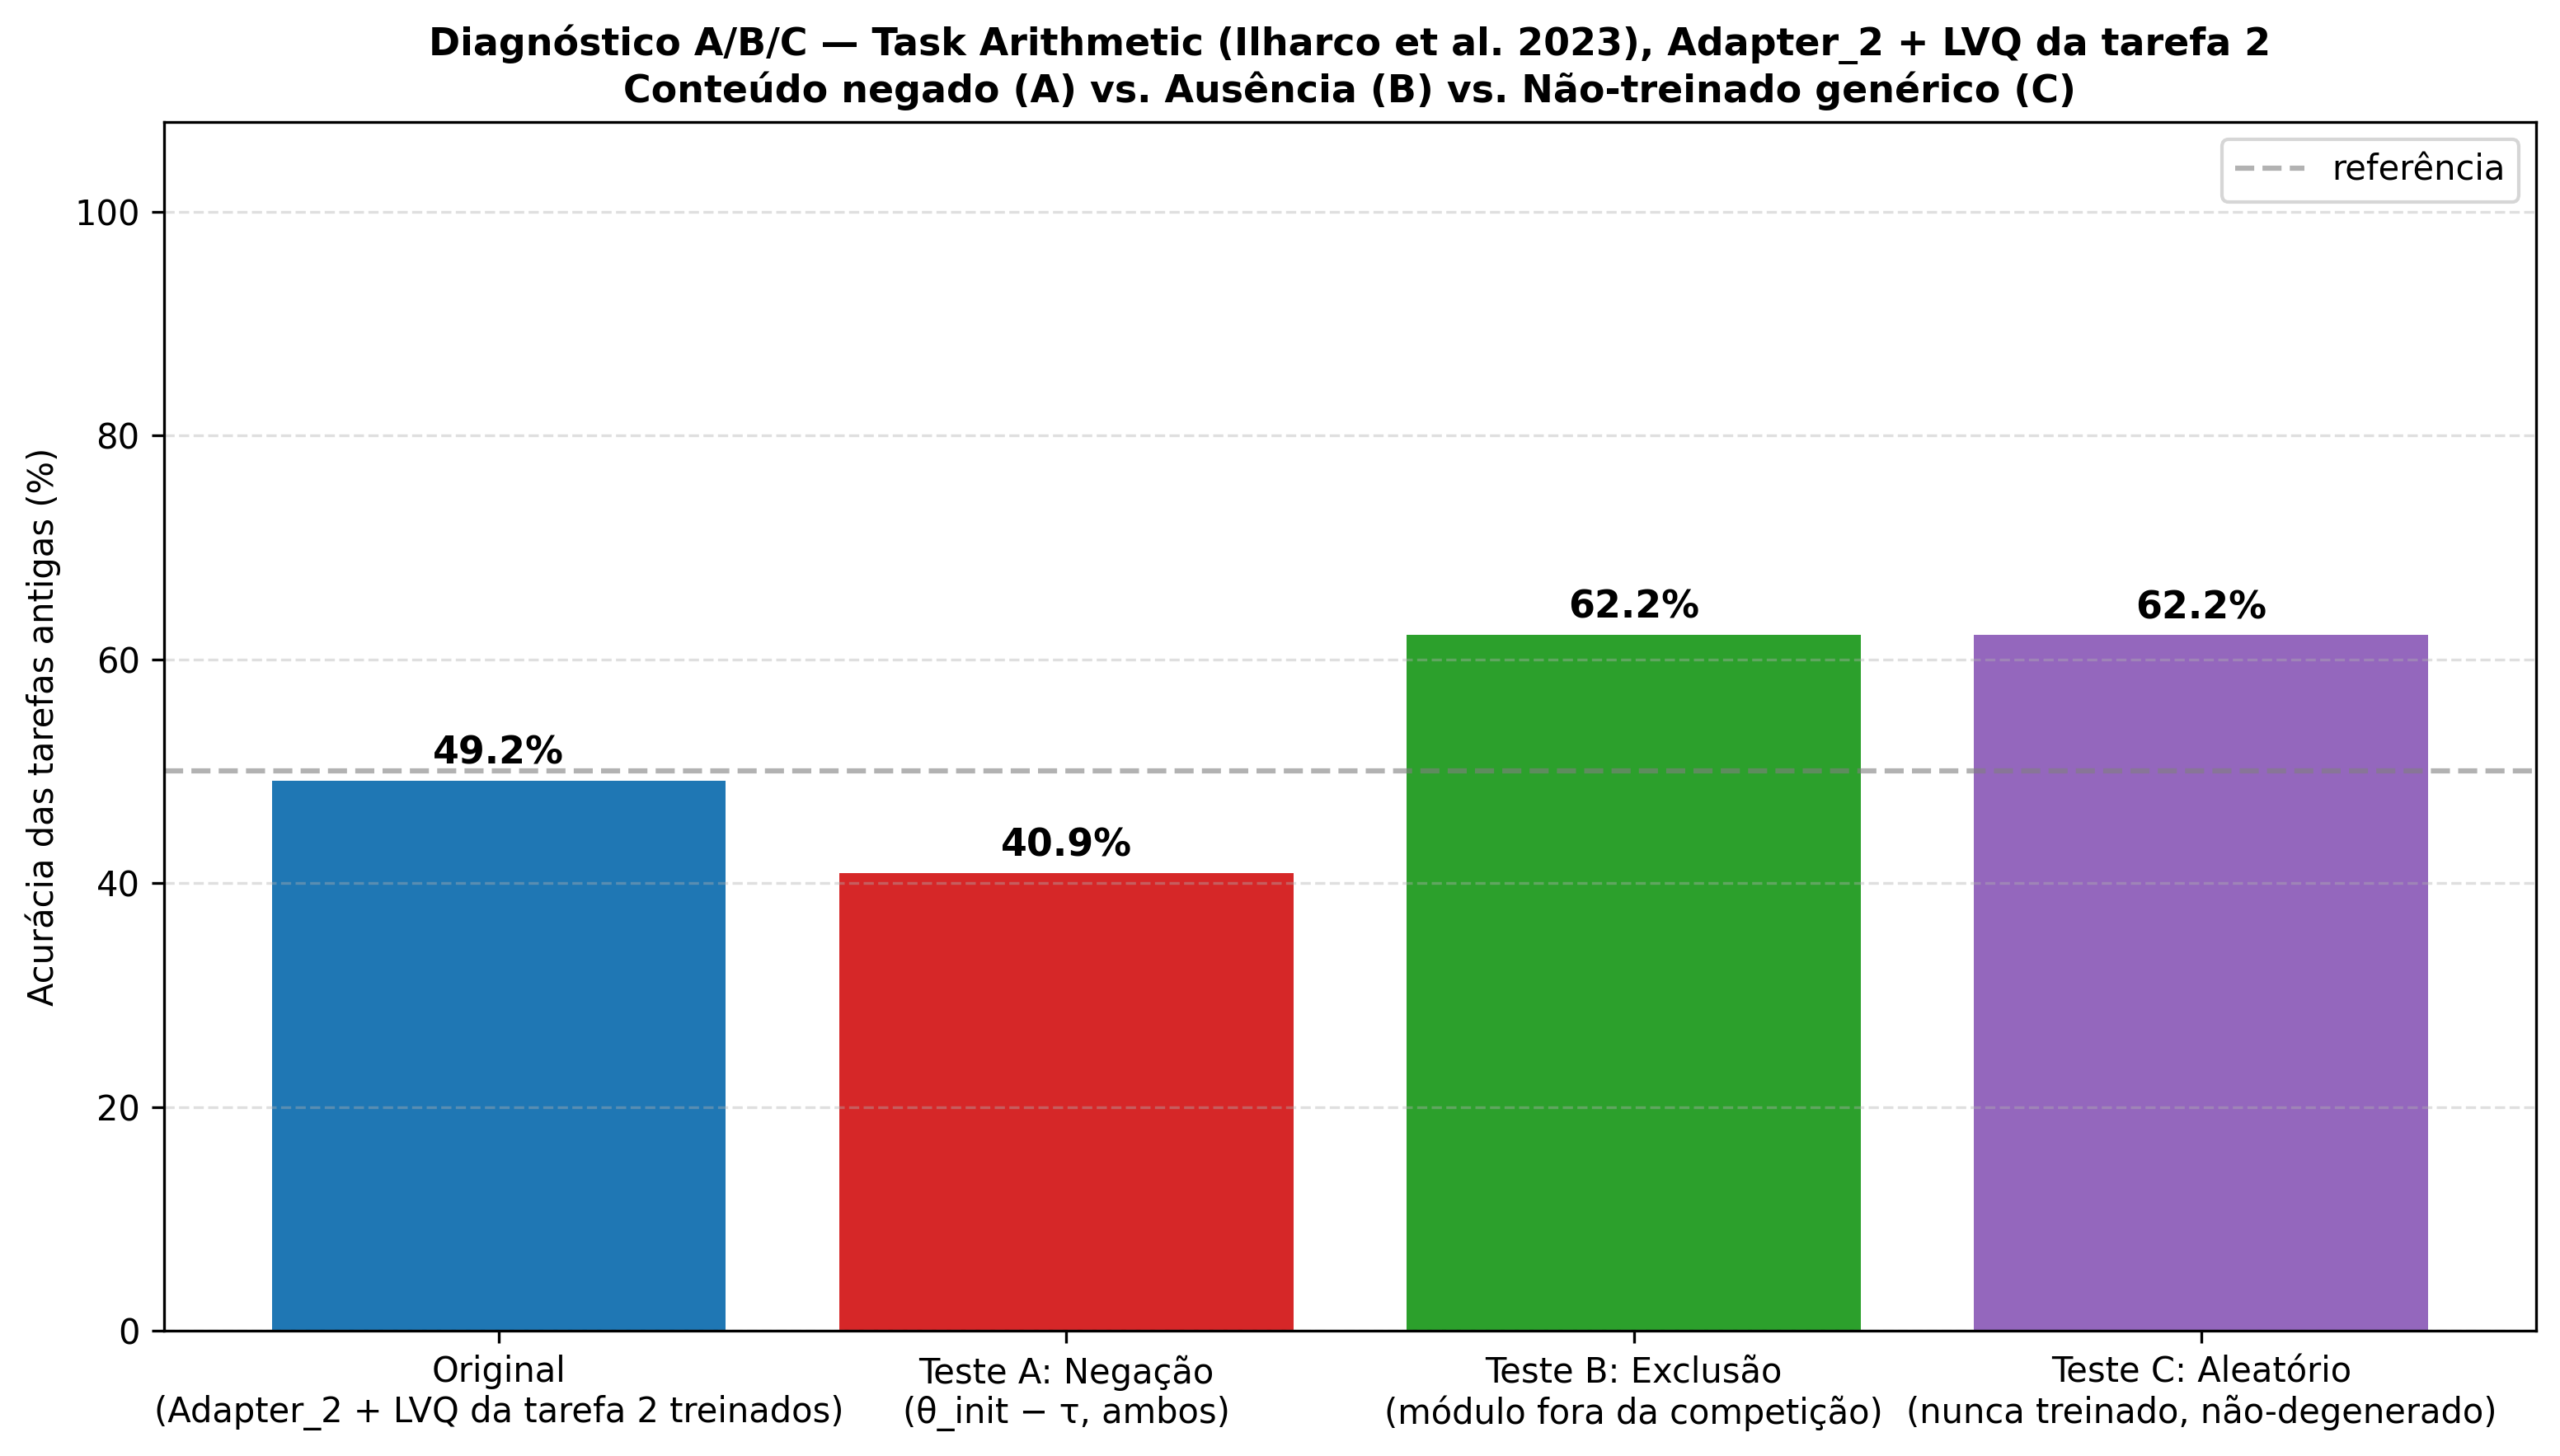 Diagnóstico A/B/C — Task Arithmetic (Ilharco et al. 2023), Adapter_2 + LVQ da tarefa 2
Conteúdo negado (A) vs. Ausência (B) vs. Não-treinado genérico (C)
referência
Acurácia das tarefas antigas (%)
100
80
60
40
20
0
49.2%
40.9%
62.2%
62.2%
Original
(Adapter_2 + LVQ da tarefa 2 treinados)
Teste A: Negação
(θ_init − τ, ambos)
Teste B: Exclusão
(módulo fora da competição)
Teste C: Aleatório
(nunca treinado, não-degenerado)